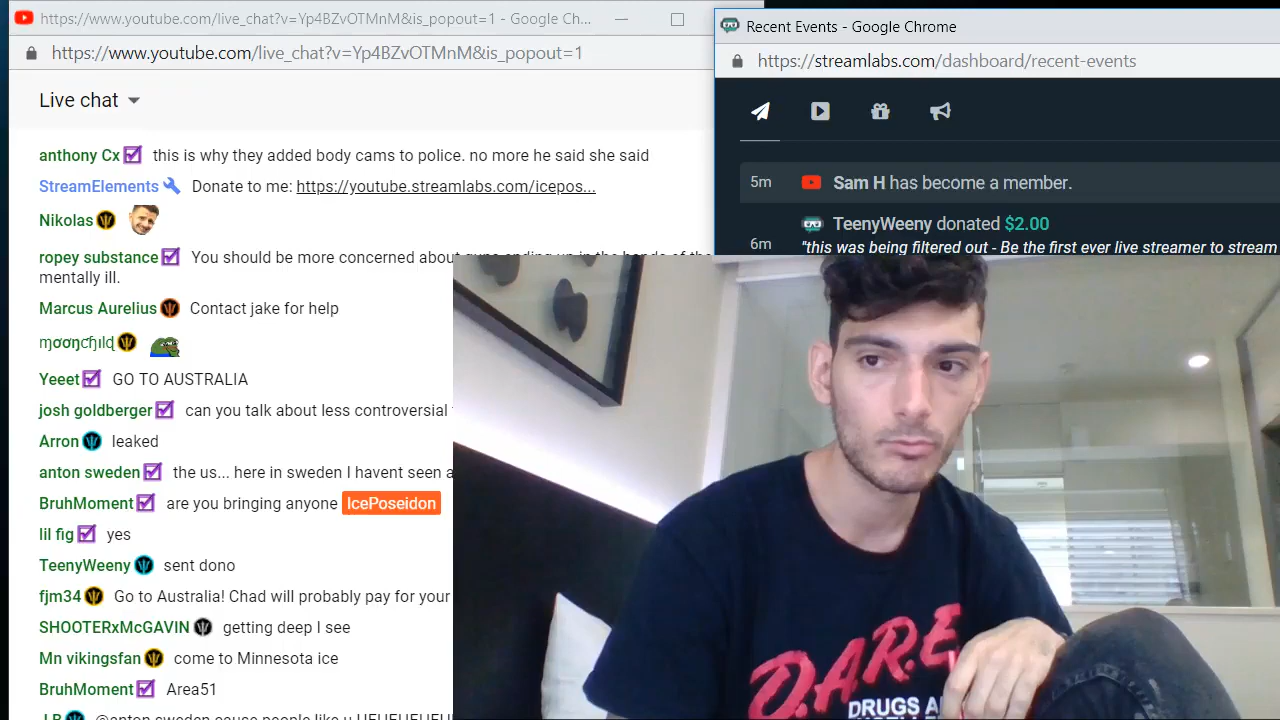 https://www.youtube.com/live_chat?v=Yp4BZvOTMnM&is_popout=1 - Google Ch...
https://www.youtube.com/live_chat?v=Yp4BZvOTMnM&is_popout=1
Live chat
anthony Cx this is why they added body cams to police. no more he said she said
StreamElements Donate to me: https://youtube.streamlabs.com/icepos...
Nikolas
ropey substance You should be more concerned about
mentally ill.
Marcus Aurelius Contact jake for help
Yeeet GO TO AUSTRALIA
josh goldberger can you talk about less controversial
Arron leaked
anton sweden the us... here in sweden I havent seen a
BruhMoment are you bringing anyone IcePoseidon
lil fig yes
TeenyWeeny sent dono
fjm34 Go to Australia! Chad will probably pay for your
SHOOTERxMcGAVIN getting deep I see
Mn vikingsfan come to Minnesota ice
BruhMoment Area51
@anton sweden cause people like u
Recent Events - Google Chrome
https://streamlabs.com/dashboard/recent-events
5m Sam H has become a member.
TeenyWeeny donated $2.00
6m "this was being filtered out - Be the first ever live streamer to stream
D.A.R.E
DRUGS A